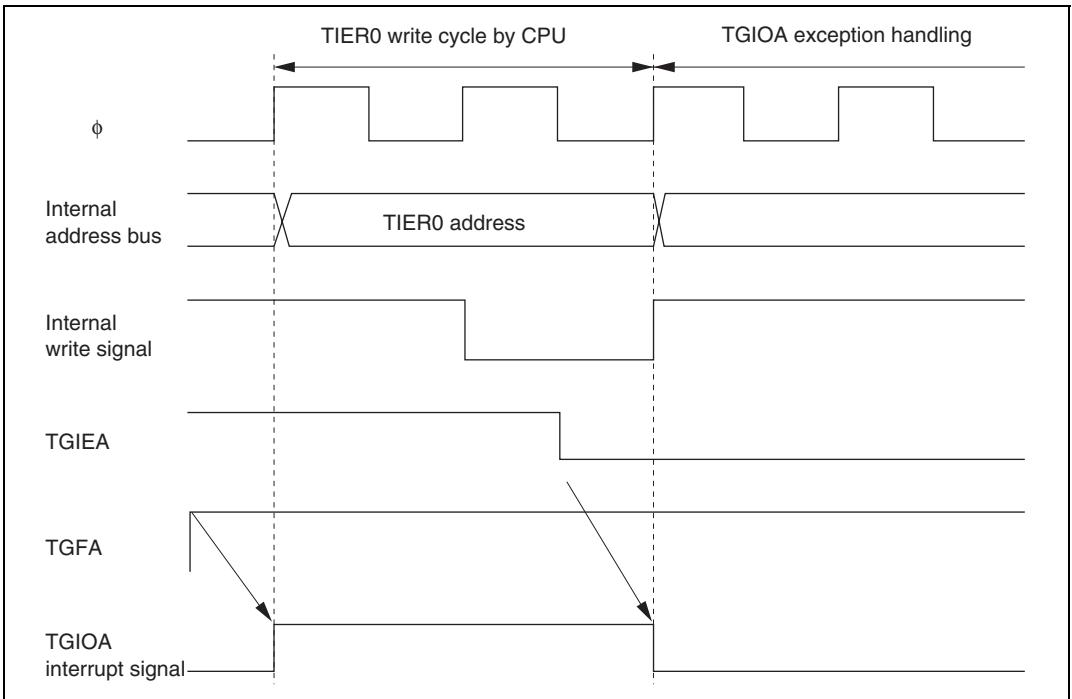 TIER0 write cycle by CPU
TGIOA exception handling
ϕ
Internal
address bus
TIER0 address
Internal
write signal
TGIEA
TGFA
TGIOA
interrupt signal